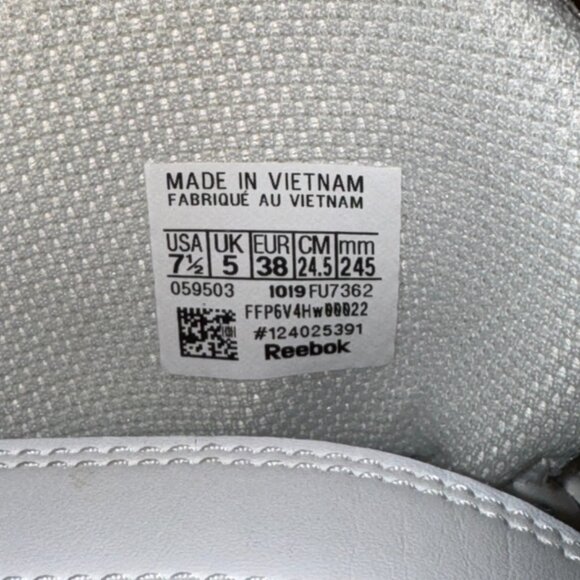 MADE IN VIETNAM
FABRIQUÉ AU VIETNAM
USA UK EUR CM mm
7½ 5 38 24.5 245
059503 1019 FU7362
FFP6V4Hw00022
#124025391
Reebok